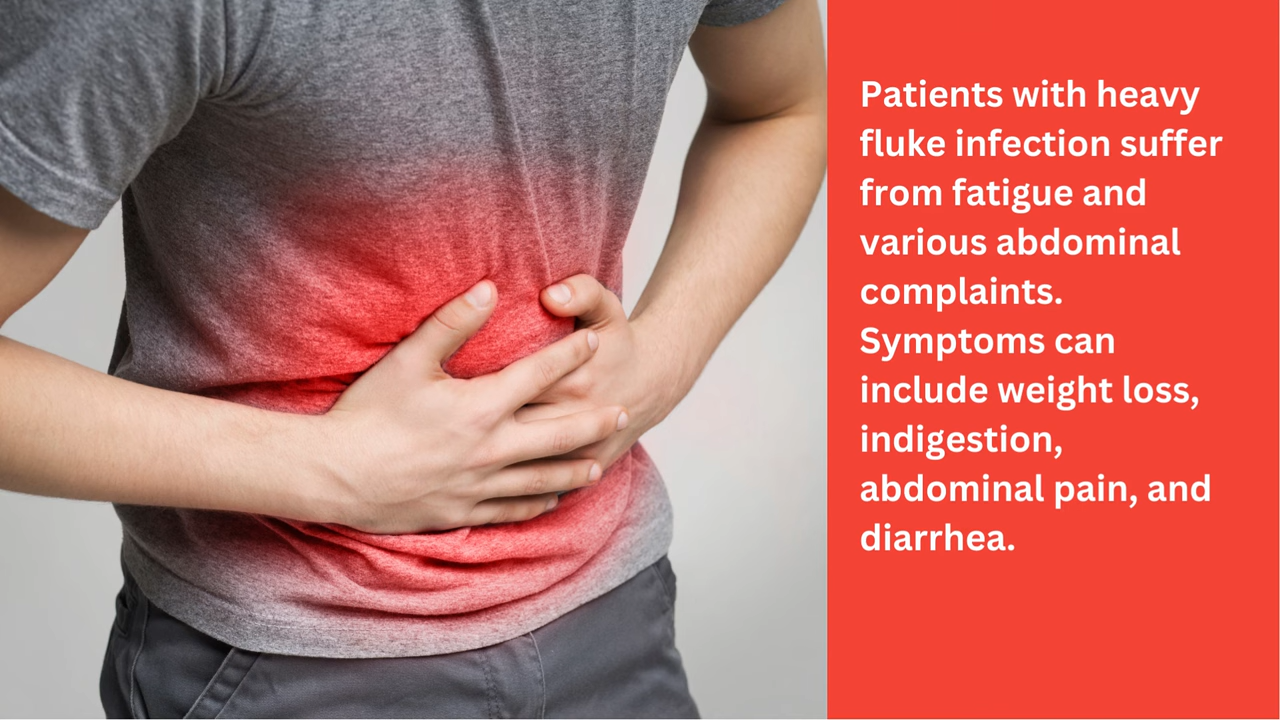 Patients with heavy
fluke infection suffer
from fatigue and
various abdominal
complaints.
Symptoms can
include weight loss,
indigestion,
abdominal pain, and
diarrhea.